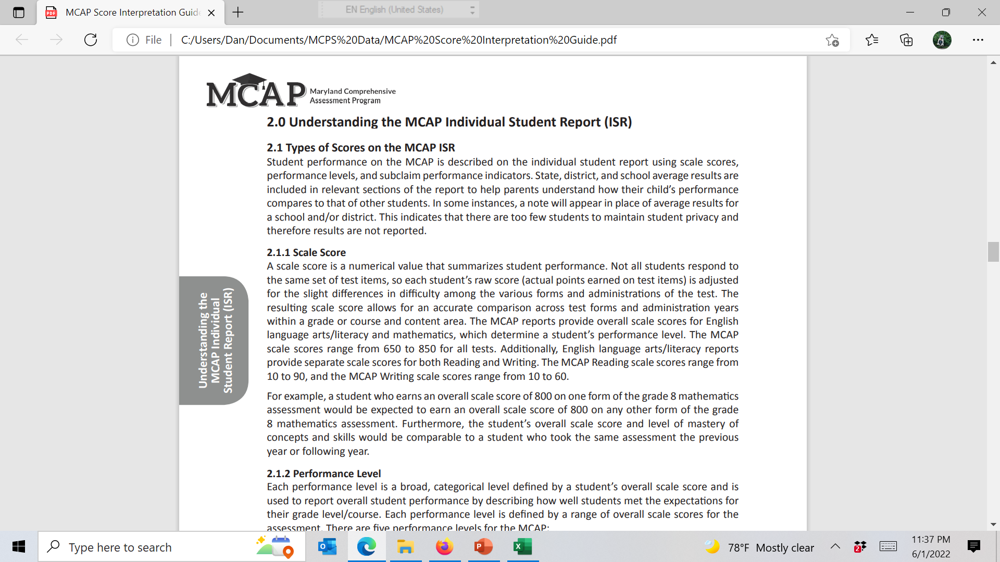 MCAP Score Interpretation Guid
EN English (United States)
File
C:/Users/Dan/Documents/MCPS%20Data/MCAP%20Score%20Interpretation%20Guide.pdf
MCAP Maryland Comprehensive
Assessment Program
2.0 Understanding the MCAP Individual Student Report (ISR)
2.1 Types of Scores on the MCAP ISR
Student performance on the MCAP is described on the individual student report using scale scores,
performance levels, and subclaim performance indicators. State, district, and school average results are
included in relevant sections of the report to help parents understand how their child’s performance
compares to that of other students. In some instances, a note will appear in place of average results for
a school and/or district. This indicates that there are too few students to maintain student privacy and
therefore results are not reported.
2.1.1 Scale Score
A scale score is a numerical value that summarizes student performance. Not all students respond to
the same set of test items, so each student’s raw score (actual points earned on test items) is adjusted
for the slight differences in difficulty among the various forms and administrations of the test. The
resulting scale score allows for an accurate comparison across test forms and administration years
within a grade or course and content area. The MCAP reports provide overall scale scores for English
language arts/literacy and mathematics, which determine a student’s performance level. The MCAP
scale scores range from 650 to 850 for all tests. Additionally, English language arts/literacy reports
provide separate scale scores for both Reading and Writing. The MCAP Reading scale scores range from
10 to 90, and the MCAP Writing scale scores range from 10 to 60.
For example, a student who earns an overall scale score of 800 on one form of the grade 8 mathematics
assessment would be expected to earn an overall scale score of 800 on any other form of the grade
8 mathematics assessment. Furthermore, the student’s overall scale score and level of mastery of
concepts and skills would be comparable to a student who took the same assessment the previous
year or following year.
2.1.2 Performance Level
Each performance level is a broad, categorical level defined by a student’s overall scale score and is
used to report overall student performance by describing how well students met the expectations for
their grade level/course. Each performance level is defined by a range of overall scale scores for the
assessment. There are five performance levels for the MCAP:
Understanding the
MCAP Individual
Student Report (ISR)
Type here to search
78°F Mostly clear
2
11:37 PM
6/1/2022